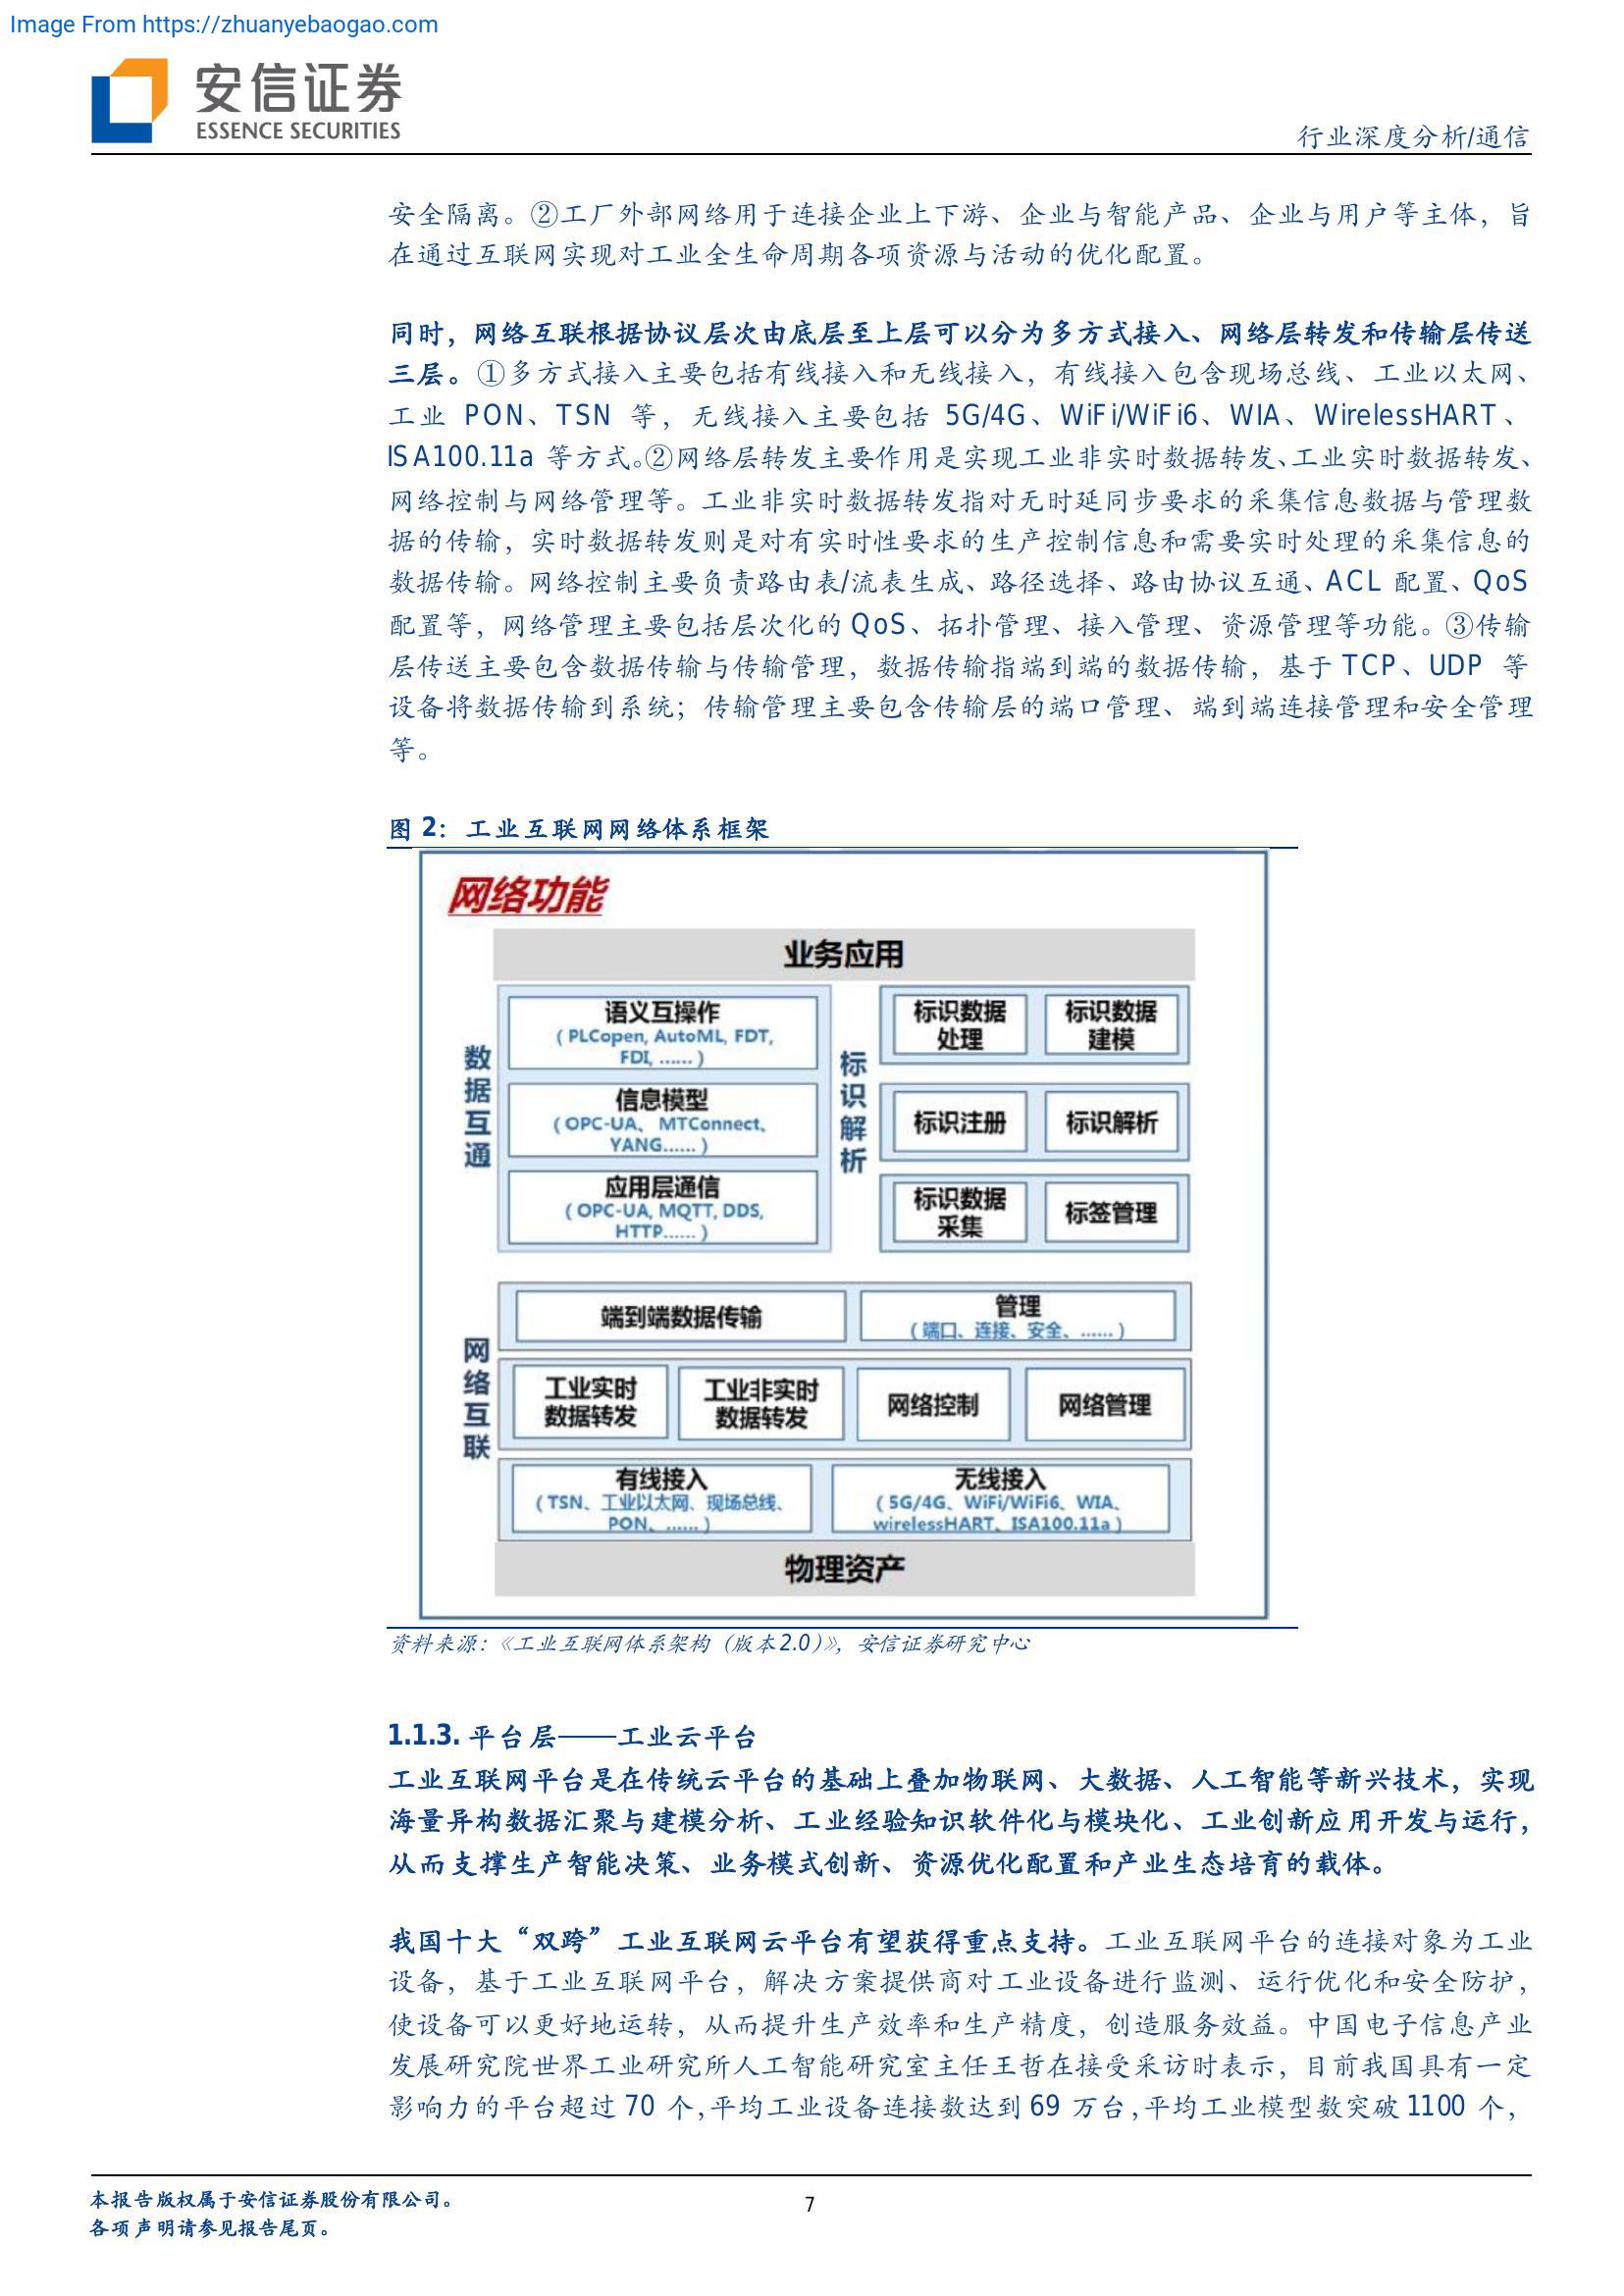 Image From https://zhuanyebaogao.com
安信证券
ESSENCE SECURITIES
行业深度分析/通信
安全隔离。②工厂外部网络用于连接企业上下游、企业与智能产品、企业与用户等主体，旨
在通过互联网实现对工业全生命周期各项资源与活动的优化配置。
同时，网络互联根据协议层次由底层至上层可以分为多方式接入、网络层转发和传输层传送
三层。①多方式接入主要包括有线接入和无线接入，有线接入包含现场总线、工业以太网、
工业 PON、TSN 等，无线接入主要包括 5G/4G、WiFi/WiFi6、WIA、WirelessHART、
ISA100.11a 等方式。②网络层转发主要作用是实现工业非实时数据转发、工业实时数据转发、
网络控制与网络管理等。工业非实时数据转发指对无时延同步要求的采集信息数据与管理数
据的传输，实时数据转发则是对有实时性要求的生产控制信息和需要实时处理的采集信息的
数据传输。网络控制主要负责路由表/流表生成、路径选择、路由协议互通、ACL 配置、QoS
配置等，网络管理主要包括层次化的 QoS、拓扑管理、接入管理、资源管理等功能。③传输
层传送主要包含数据传输与传输管理，数据传输指端到端的数据传输，基于 TCP、UDP 等
设备将数据传输到系统；传输管理主要包含传输层的端口管理、端到端连接管理和安全管理
等。
图 2：工业互联网网络体系框架
网络功能
业务应用
数据互通
语义互操作
（PLCopen, AutoML, FDT,
FDI, ......）
信息模型
（OPC-UA、 MTConnect、
YANG......）
应用层通信
（OPC-UA, MQTT, DDS,
HTTP......）
标识解析
标识数据
处理
标识数据
建模
标识注册
标识解析
标识数据
采集
标签管理
网络互联
端到端数据传输
管理
（端口、连接、安全、......）
工业实时
数据转发
工业非实时
数据转发
网络控制
网络管理
有线接入
（TSN、工业以太网、现场总线、
PON、......）
无线接入
（5G/4G、WiFi/WiFi6、WIA、
wirelessHART、ISA100.11a）
物理资产
资料来源：《工业互联网体系架构（版本 2.0）》，安信证券研究中心
1.1.3. 平台层——工业云平台
工业互联网平台是在传统云平台的基础上叠加物联网、大数据、人工智能等新兴技术，实现
海量异构数据汇聚与建模分析、工业经验知识软件化与模块化、工业创新应用开发与运行，
从而支撑生产智能决策、业务模式创新、资源优化配置和产业生态培育的载体。
我国十大“双跨”工业互联网云平台有望获得重点支持。工业互联网平台的连接对象为工业
设备，基于工业互联网平台，解决方案提供商对工业设备进行监测、运行优化和安全防护，
使设备可以更好地运转，从而提升生产效率和生产精度，创造服务效益。中国电子信息产业
发展研究院世界工业研究所人工智能研究室主任王哲在接受采访时表示，目前我国具有一定
影响力的平台超过 70 个，平均工业设备连接数达到 69 万台，平均工业模型数突破 1100 个，
本报告版权属于安信证券股份有限公司。
各项声明请参见报告尾页。
7